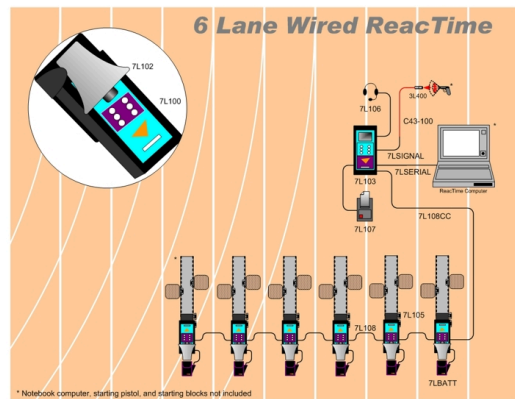 6 Lane Wired ReacTime
7L102
7L100
7L106
3L400
*
C43-100
*
7LSIGNAL
7LSERIAL
7L103
ReacTime Computer
7L107
7L108CC
*
7L105
7L108
7LBATT
* Notebook computer, starting pistol, and starting blocks not included